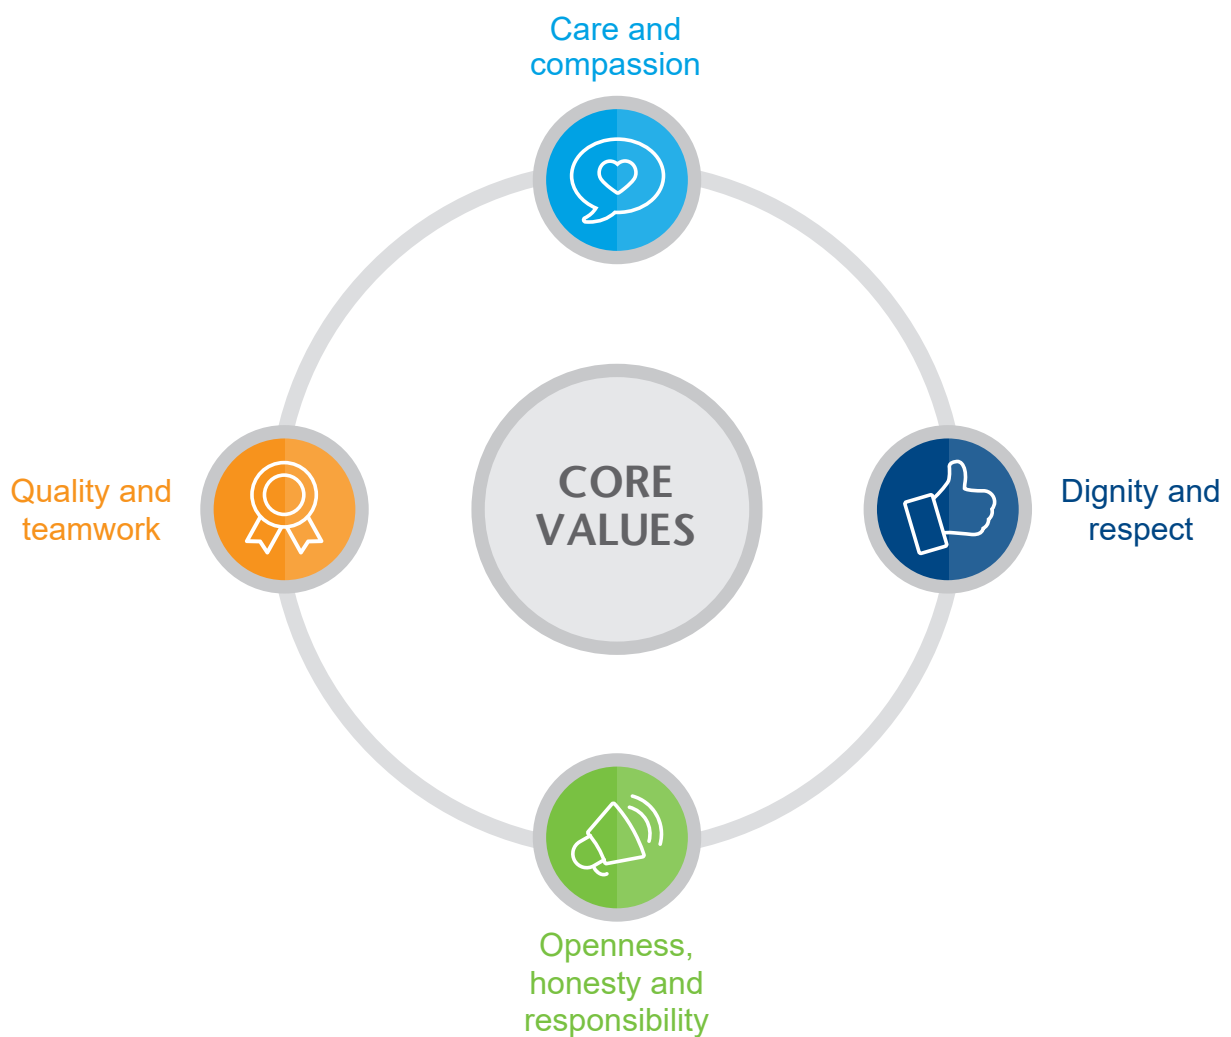 Care and
compassion
Quality and
teamwork
CORE
VALUES
Dignity and
respect
Openness,
honesty and
responsibility